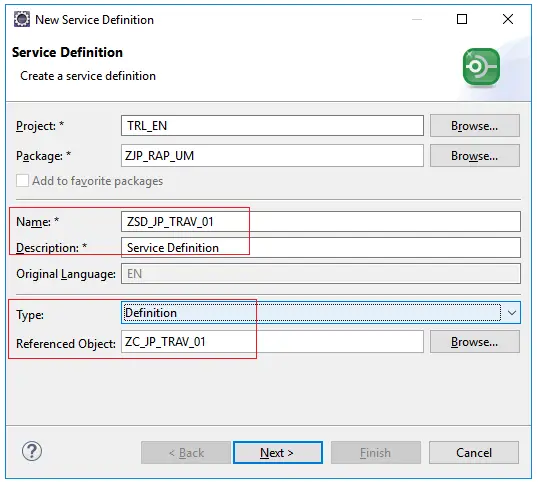 New Service Definition
Service Definition
Create a service definition
Project: * TRL_EN Browse...
Package: * ZJP_RAP_UM Browse...
Add to favorite packages
Name: * ZSD_JP_TRAV_01
Description: * Service Definition
Original Language: EN
Type: Definition
Referenced Object: ZC_JP_TRAV_01 Browse...
? < Back Next > Finish Cancel